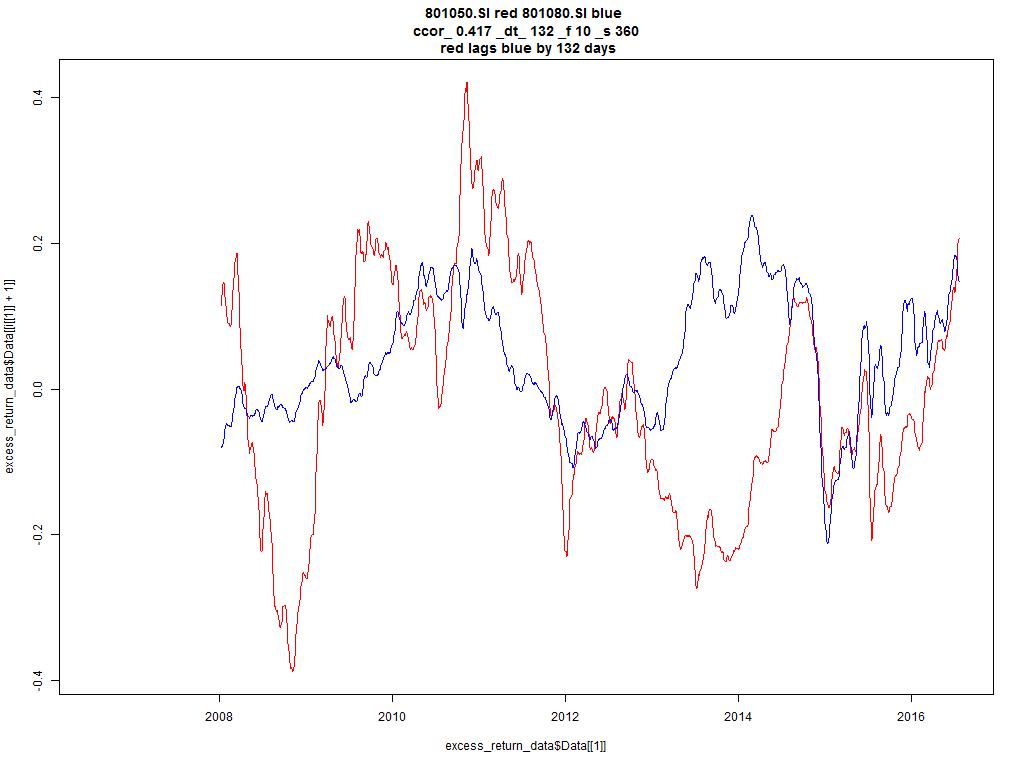 801050.SI red 801080.SI blue
ccor_ 0.417 _dt_ 132 _f 10 _s 360
red lags blue by 132 days
0.4
0.2
0.0
-0.2
-0.4
excess_return_data$Data[[i[[1]] + 1]]
2008 2010 2012 2014 2016
excess_return_data$Data[[1]]